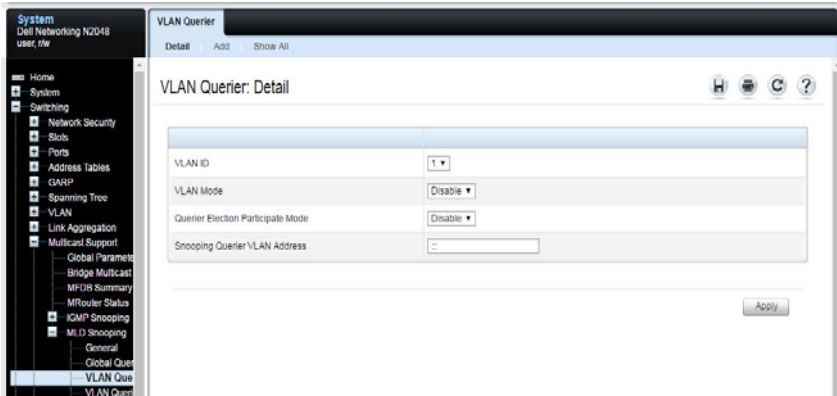 System
Dell Networking N2048
user, r/w
Home
System
Switching
Network Security
Slots
Ports
Address Tables
GARP
Spanning Tree
VLAN
Link Aggregation
Multicast Support
Global Paramete
Bridge Multicast
MFDB Summary
MRouter Status
IGMP Snooping
MLD Snooping
General
Global Quer
VLAN Que
VLAN Queri
VLAN Querier
Detail Add Show All
VLAN Querier: Detail
VLAN ID 1
VLAN Mode Disable
Querier Election Participate Mode Disable
Snooping Querier VLAN Address ::
Apply